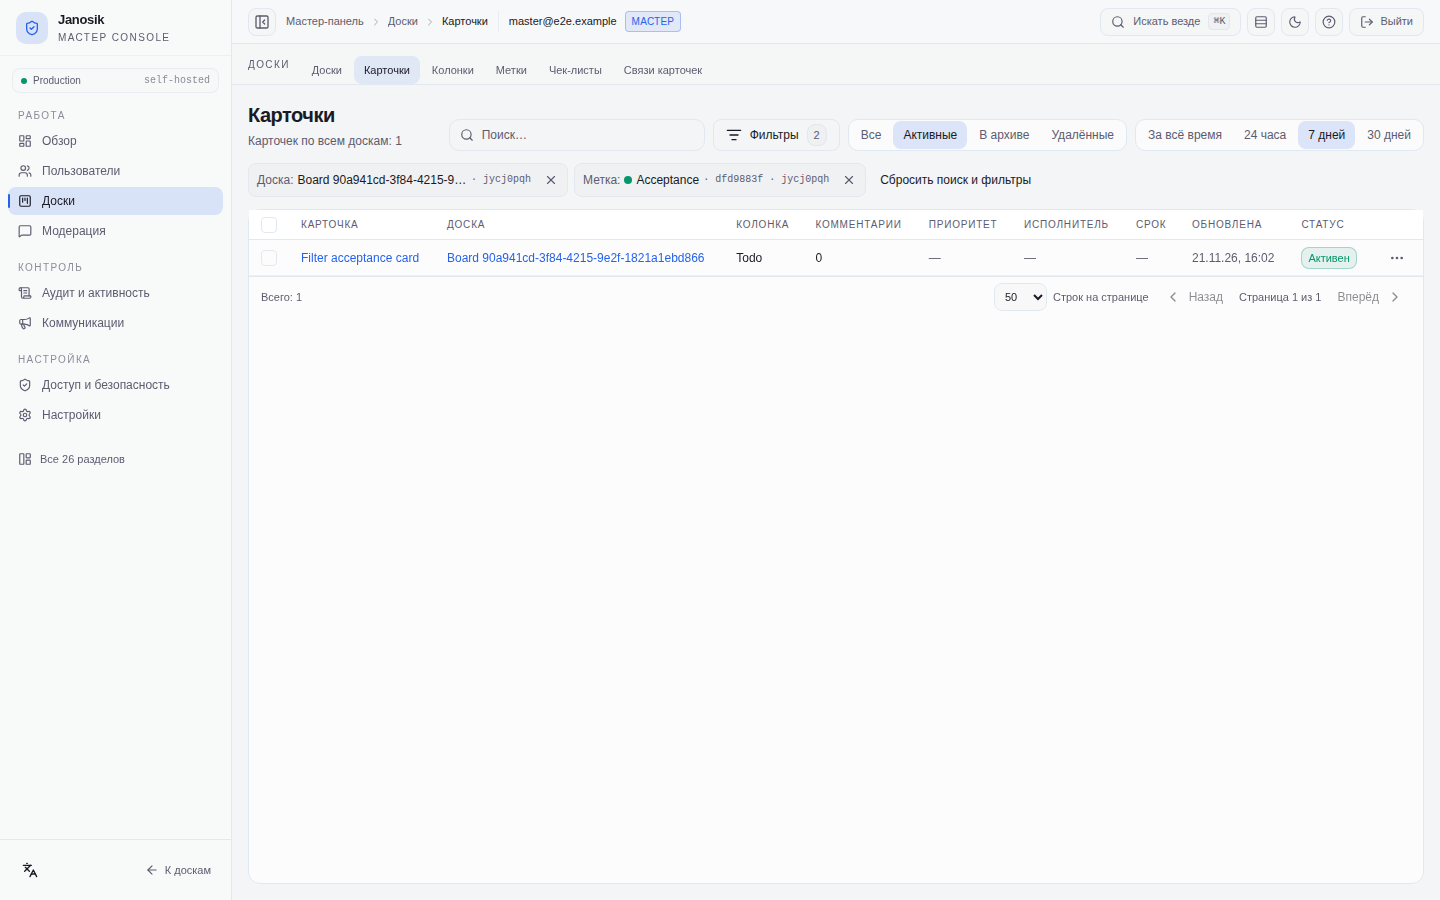 Janosik
МАСТЕР CONSOLE
Production self-hosted
РАБОТА
Обзор
Пользователи
Доски
Модерация
КОНТРОЛЬ
Аудит и активность
Коммуникации
НАСТРОЙКА
Доступ и безопасность
Настройки
Все 26 разделов
К доскам
Мастер-панель Доски Карточки master@e2e.example МАСТЕР Искать везде ⌘K Выйти
ДОСКИ Доски Карточки Колонки Метки Чек-листы Связи карточек
Карточки
Карточек по всем доскам: 1
Поиск… Фильтры 2 Все Активные В архиве Удалённые За всё время 24 часа 7 дней 30 дней
Доска: Board 90a941cd-3f84-4215-9… · jycj0pqh Метка: Acceptance · dfd9883f · jycj0pqh Сбросить поиск и фильтры
КАРТОЧКА ДОСКА КОЛОНКА КОММЕНТАРИИ ПРИОРИТЕТ ИСПОЛНИТЕЛЬ СРОК ОБНОВЛЕНА СТАТУС
Filter acceptance card Board 90a941cd-3f84-4215-9e2f-1821a1ebd866 Todo 0 — — — 21.11.26, 16:02 Активен
Всего: 1 50 Строк на странице Назад Страница 1 из 1 Вперёд